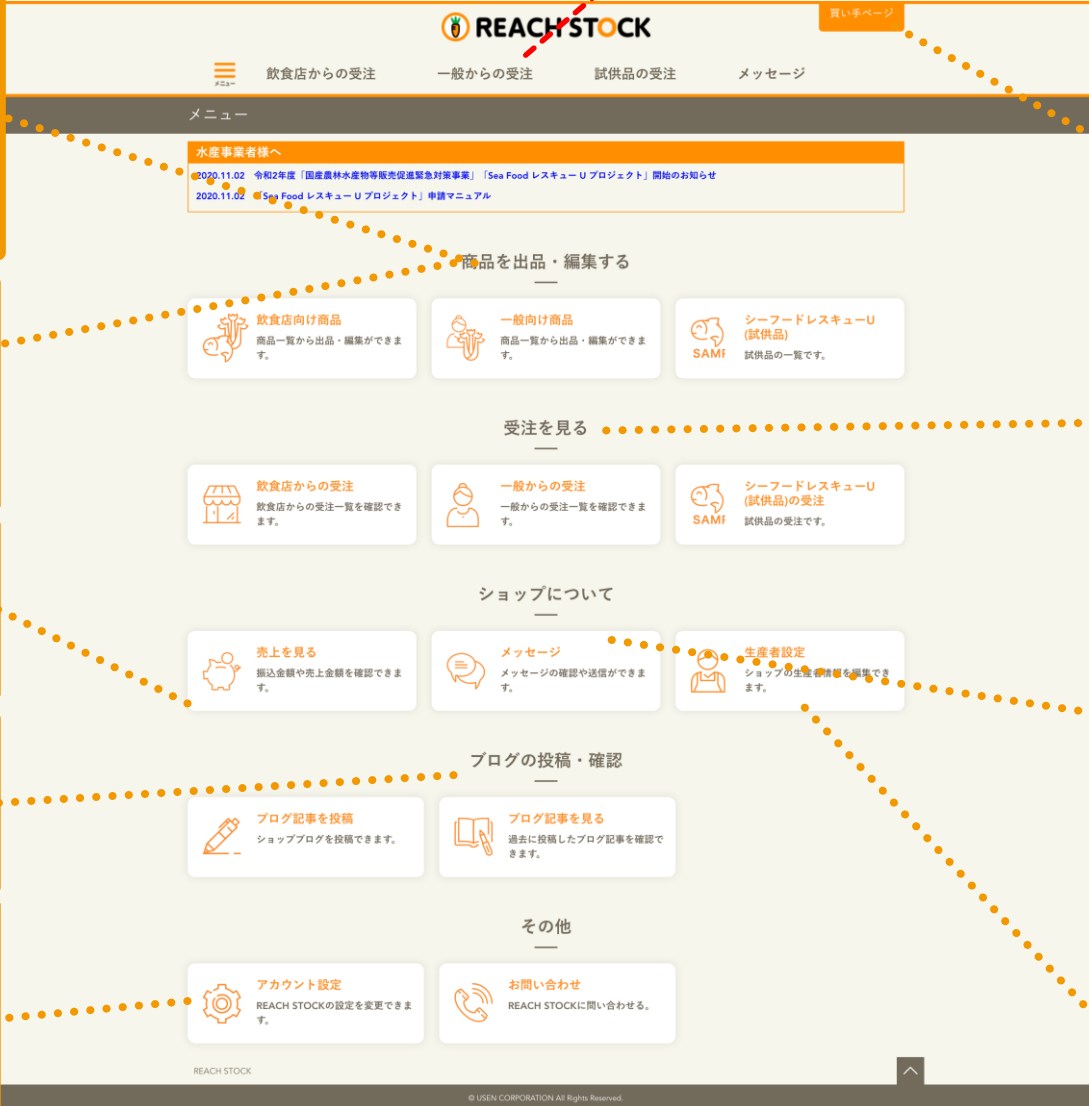 REACH STOCK
買い手ページ
メニュー
飲食店からの受注
一般からの受注
試供品の受注
メッセージ
メニュー
水産事業者様へ
2020.11.02 令和2年度「国産農林水産物等販売促進緊急対策事業」「Sea Food レスキュー U プロジェクト」開始のお知らせ
2020.11.02 「Sea Food レスキュー U プロジェクト」申請マニュアル
商品を出品・編集する
飲食店向け商品
商品一覧から出品・編集ができま
す。
一般向け商品
商品一覧から出品・編集ができま
す。
SAMF
シーフードレスキューU
(試供品)
試供品の一覧です。
受注を見る
飲食店からの受注
飲食店からの受注一覧を確認でき
ます。
一般からの受注
一般からの受注一覧を確認できま
す。
SAMF
シーフードレスキューU
(試供品)の受注
試供品の受注です。
ショップについて
売上を見る
振込金額や売上金額を確認できま
す。
メッセージ
メッセージの確認や送信ができま
す。
生産者設定
ショップの生産者情報を編集でき
ます。
ブログの投稿・確認
ブログ記事を投稿
ショップブログを投稿できます。
ブログ記事を見る
過去に投稿したブログ記事を確認で
きます。
その他
アカウント設定
REACH STOCKの設定を変更できま
す。
お問い合わせ
REACH STOCKに問い合わせる。
REACH STOCK
© USEN CORPORATION All Rights Reserved.